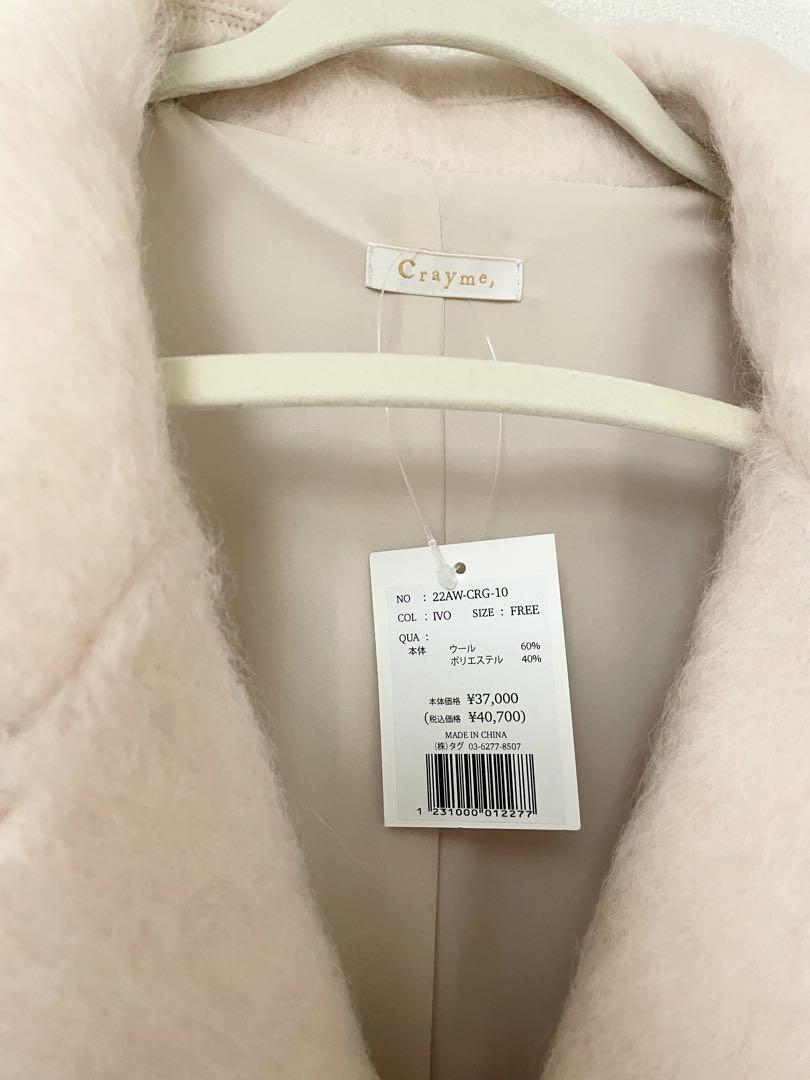 Crayme,
NO : 22AW-CRG-10
COL : IVO SIZE : FREE
QUA :
本体 ウール 60%
ポリエステル 40%
本体価格 ¥37,000
(税込価格 ¥40,700)
MADE IN CHINA
(株)タグ 03-6277-8507
1 231000 012277